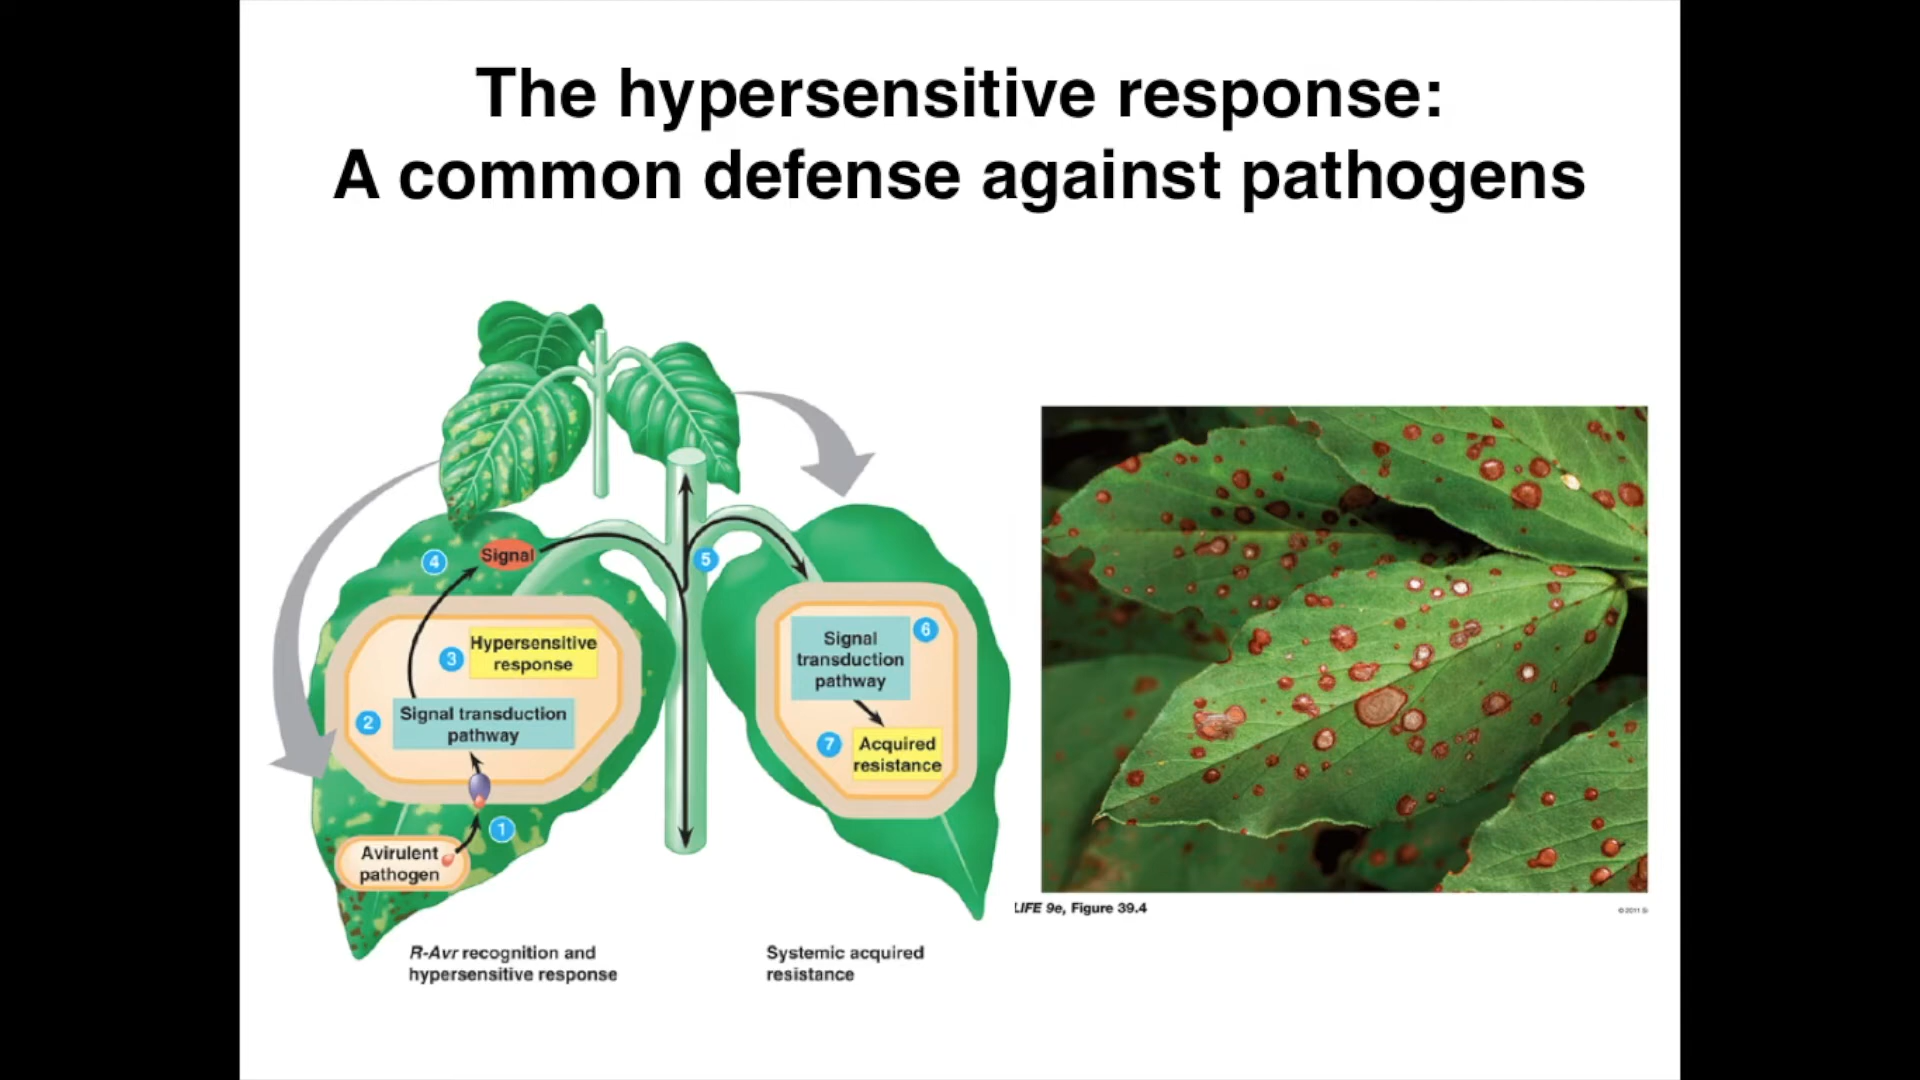 The hypersensitive response:
A common defense against pathogens
4
Signal
5
3
Hypersensitive
response
2
Signal transduction
pathway
1
Avirulent
pathogen
Signal
transduction
pathway
6
7
Acquired
resistance
R-Avr recognition and
hypersensitive response
Systemic acquired
resistance
LIFE 9e, Figure 39.4
© 2011 Si